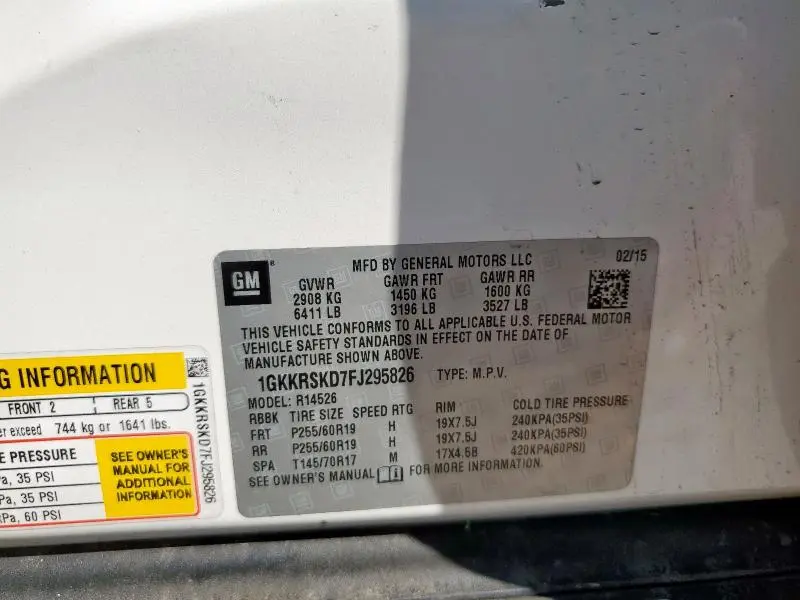 GM
MFD BY GENERAL MOTORS LLC 02/15
GVWR GAWR FRT GAWR RR
2908 KG 1450 KG 1600 KG
6411 LB 3196 LB 3527 LB
THIS VEHICLE CONFORMS TO ALL APPLICABLE U.S. FEDERAL MOTOR
VEHICLE SAFETY STANDARDS IN EFFECT ON THE DATE OF
MANUFACTURE SHOWN ABOVE.
1GKKRSKD7FJ295826 TYPE: M.P.V.
MODEL: R14526
RBBK TIRE SIZE SPEED RTG RIM COLD TIRE PRESSURE
FRT P255/60R19 H 19X7.5J 240KPA(35PSI)
RR P255/60R19 H 19X7.5J 240KPA(35PSI)
SPA T145/70R17 M 17X4.5B 420KPA(60PSI)
SEE OWNER'S MANUAL FOR MORE INFORMATION.
G INFORMATION
FRONT 2 REAR 5
er exceed 744 kg or 1641 lbs.
E PRESSURE
Pa, 35 PSI
Pa, 35 PSI
kPa, 60 PSI
SEE OWNER'S
MANUAL FOR
ADDITIONAL
INFORMATION
1GKKRSKD7FJ295826